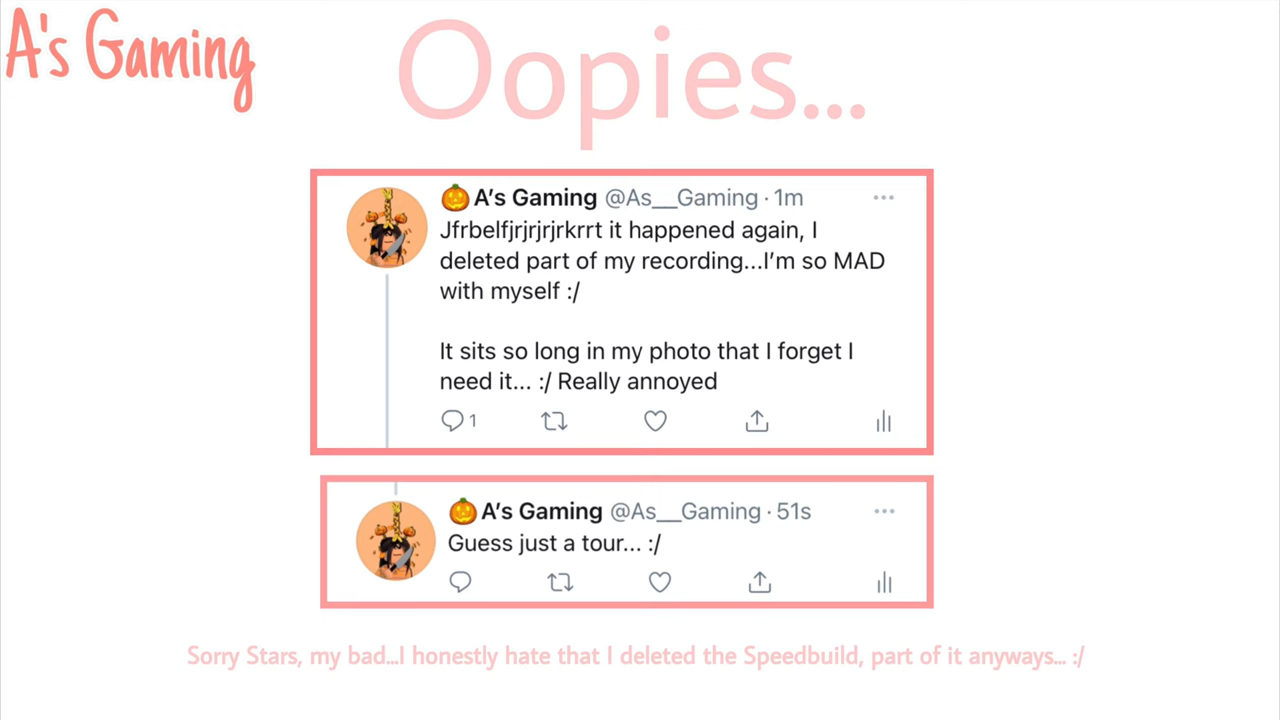 A's Gaming
Oopies...
🎃 A's Gaming @As__Gaming · 1m
Jfrbelfjrjrjrjrkrrt it happened again, I
deleted part of my recording...I'm so MAD
with myself :/
It sits so long in my photo that I forget I
need it... :/ Really annoyed
1
🎃 A's Gaming @As__Gaming · 51s
Guess just a tour... :/
Sorry Stars, my bad...I honestly hate that I deleted the Speedbuild, part of it anyways... :/